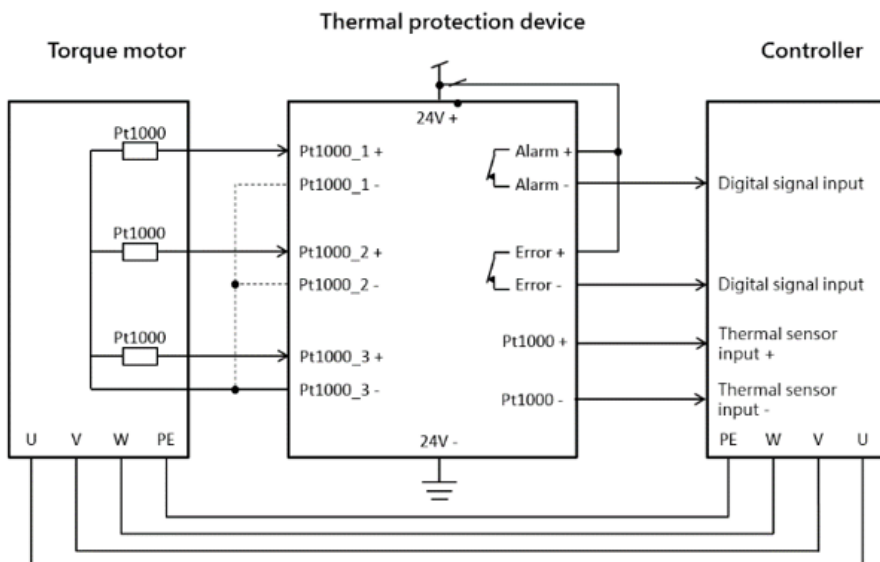 Thermal protection device
Torque motor
Controller
Pt1000
Pt1000
Pt1000
U V W PE
24V +
Pt1000_1 +
Pt1000_1 -
Pt1000_2 +
Pt1000_2 -
Pt1000_3 +
Pt1000_3 -
Alarm +
Alarm -
Error +
Error -
Pt1000 +
Pt1000 -
24V -
Digital signal input
Digital signal input
Thermal sensor
input +
Thermal sensor
input -
PE W V U